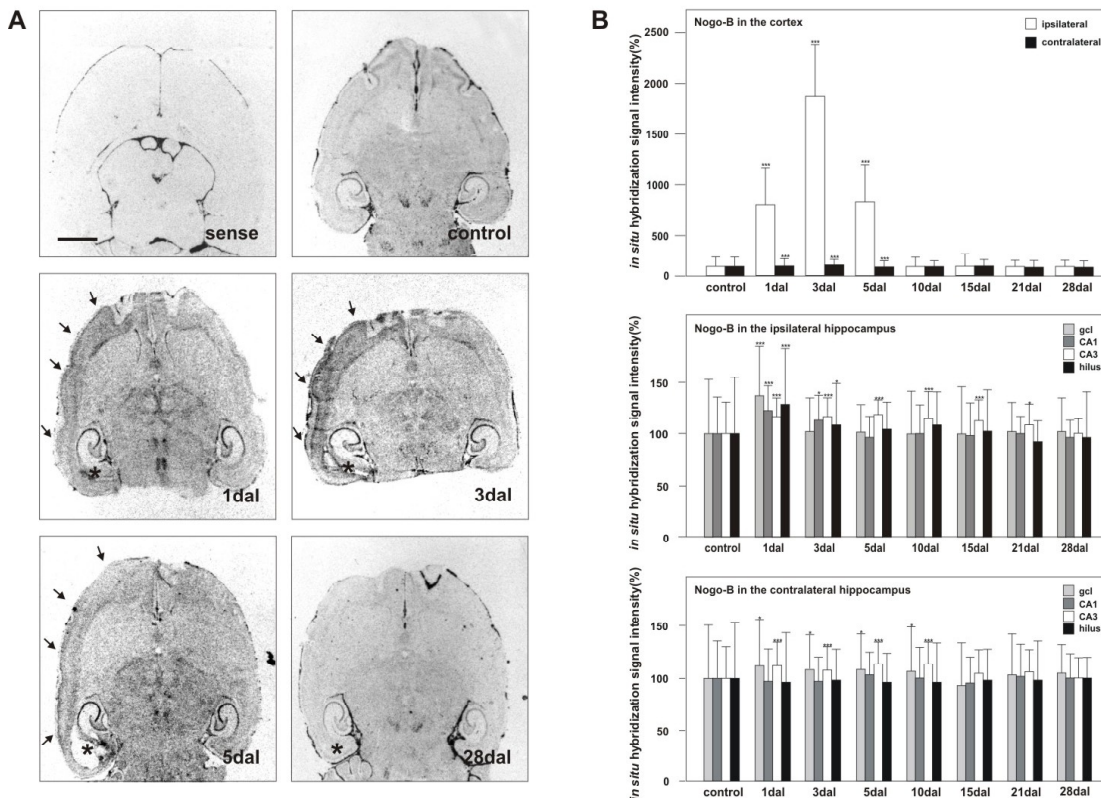 A
sense
control
1dal
*
3dal
*
5dal
*
28dal
*
B
Nogo-B in the cortex
ipsilateral
contralateral
in situ hybridization signal intensity(%)
2500
2000
1500
1000
500
0
***
***
***
***
***
***
control 1dal 3dal 5dal 10dal 15dal 21dal 28dal
Nogo-B in the ipsilateral hippocampus
gcl
CA1
CA3
hilus
in situ hybridization signal intensity(%)
150
100
50
0
*** *** *** ***
* *** *
***
***
***
*
control 1dal 3dal 5dal 10dal 15dal 21dal 28dal
Nogo-B in the contralateral hippocampus
gcl
CA1
CA3
hilus
in situ hybridization signal intensity(%)
150
100
50
0
* ***
* ***
* ***
* ***
control 1dal 3dal 5dal 10dal 15dal 21dal 28dal